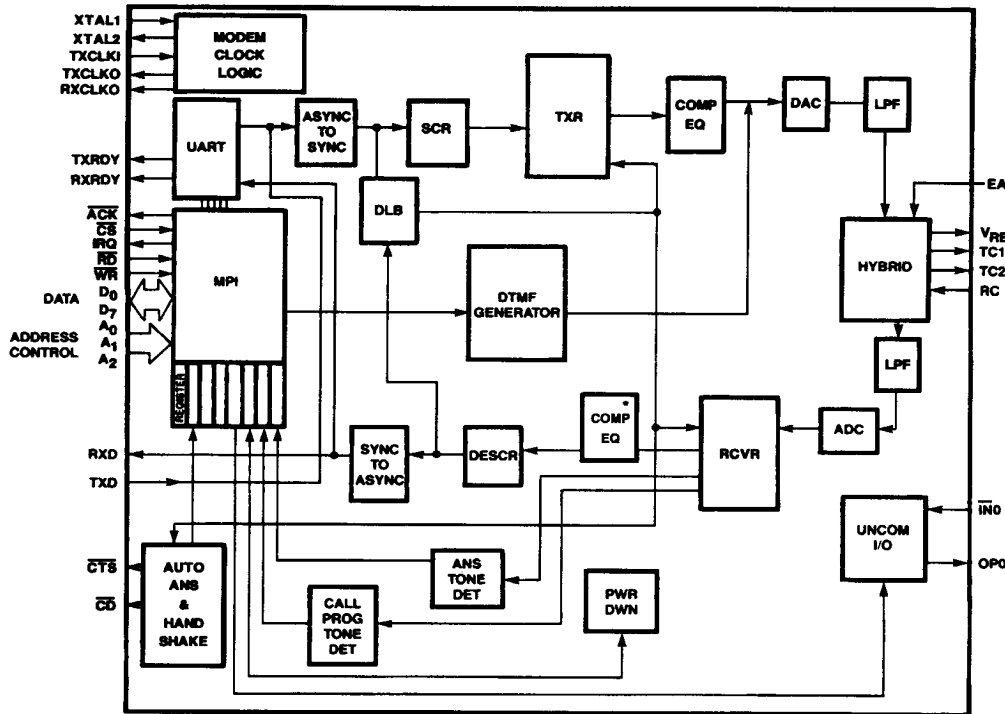 XTAL1
XTAL2
TXCLKI
TXCLKO
RXCLKO
MODEM
CLOCK
LOGIC
UART
ASYNC
TO
SYNC
SCR
TXR
COMP
EQ
DAC
LPF
TXRDY
RXRDY
DLB
ACK
CS
IRQ
RD
WR
DATA
D0
D7
ADDRESS
CONTROL
A0
A1
A2
MPI
REGISTER
DTMF
GENERATOR
EA
HYBRID
VRE
TC1
TC2
RC
LPF
ADC
RCVR
COMP *
EQ
DESCR
SYNC
TO
ASYNC
RXD
TXD
UNCOM
I/O
IN0
OP0
CTS
CD
AUTO
ANS
&
HAND
SHAKE
ANS
TONE
DET
CALL
PROG
TONE
DET
PWR
DWN